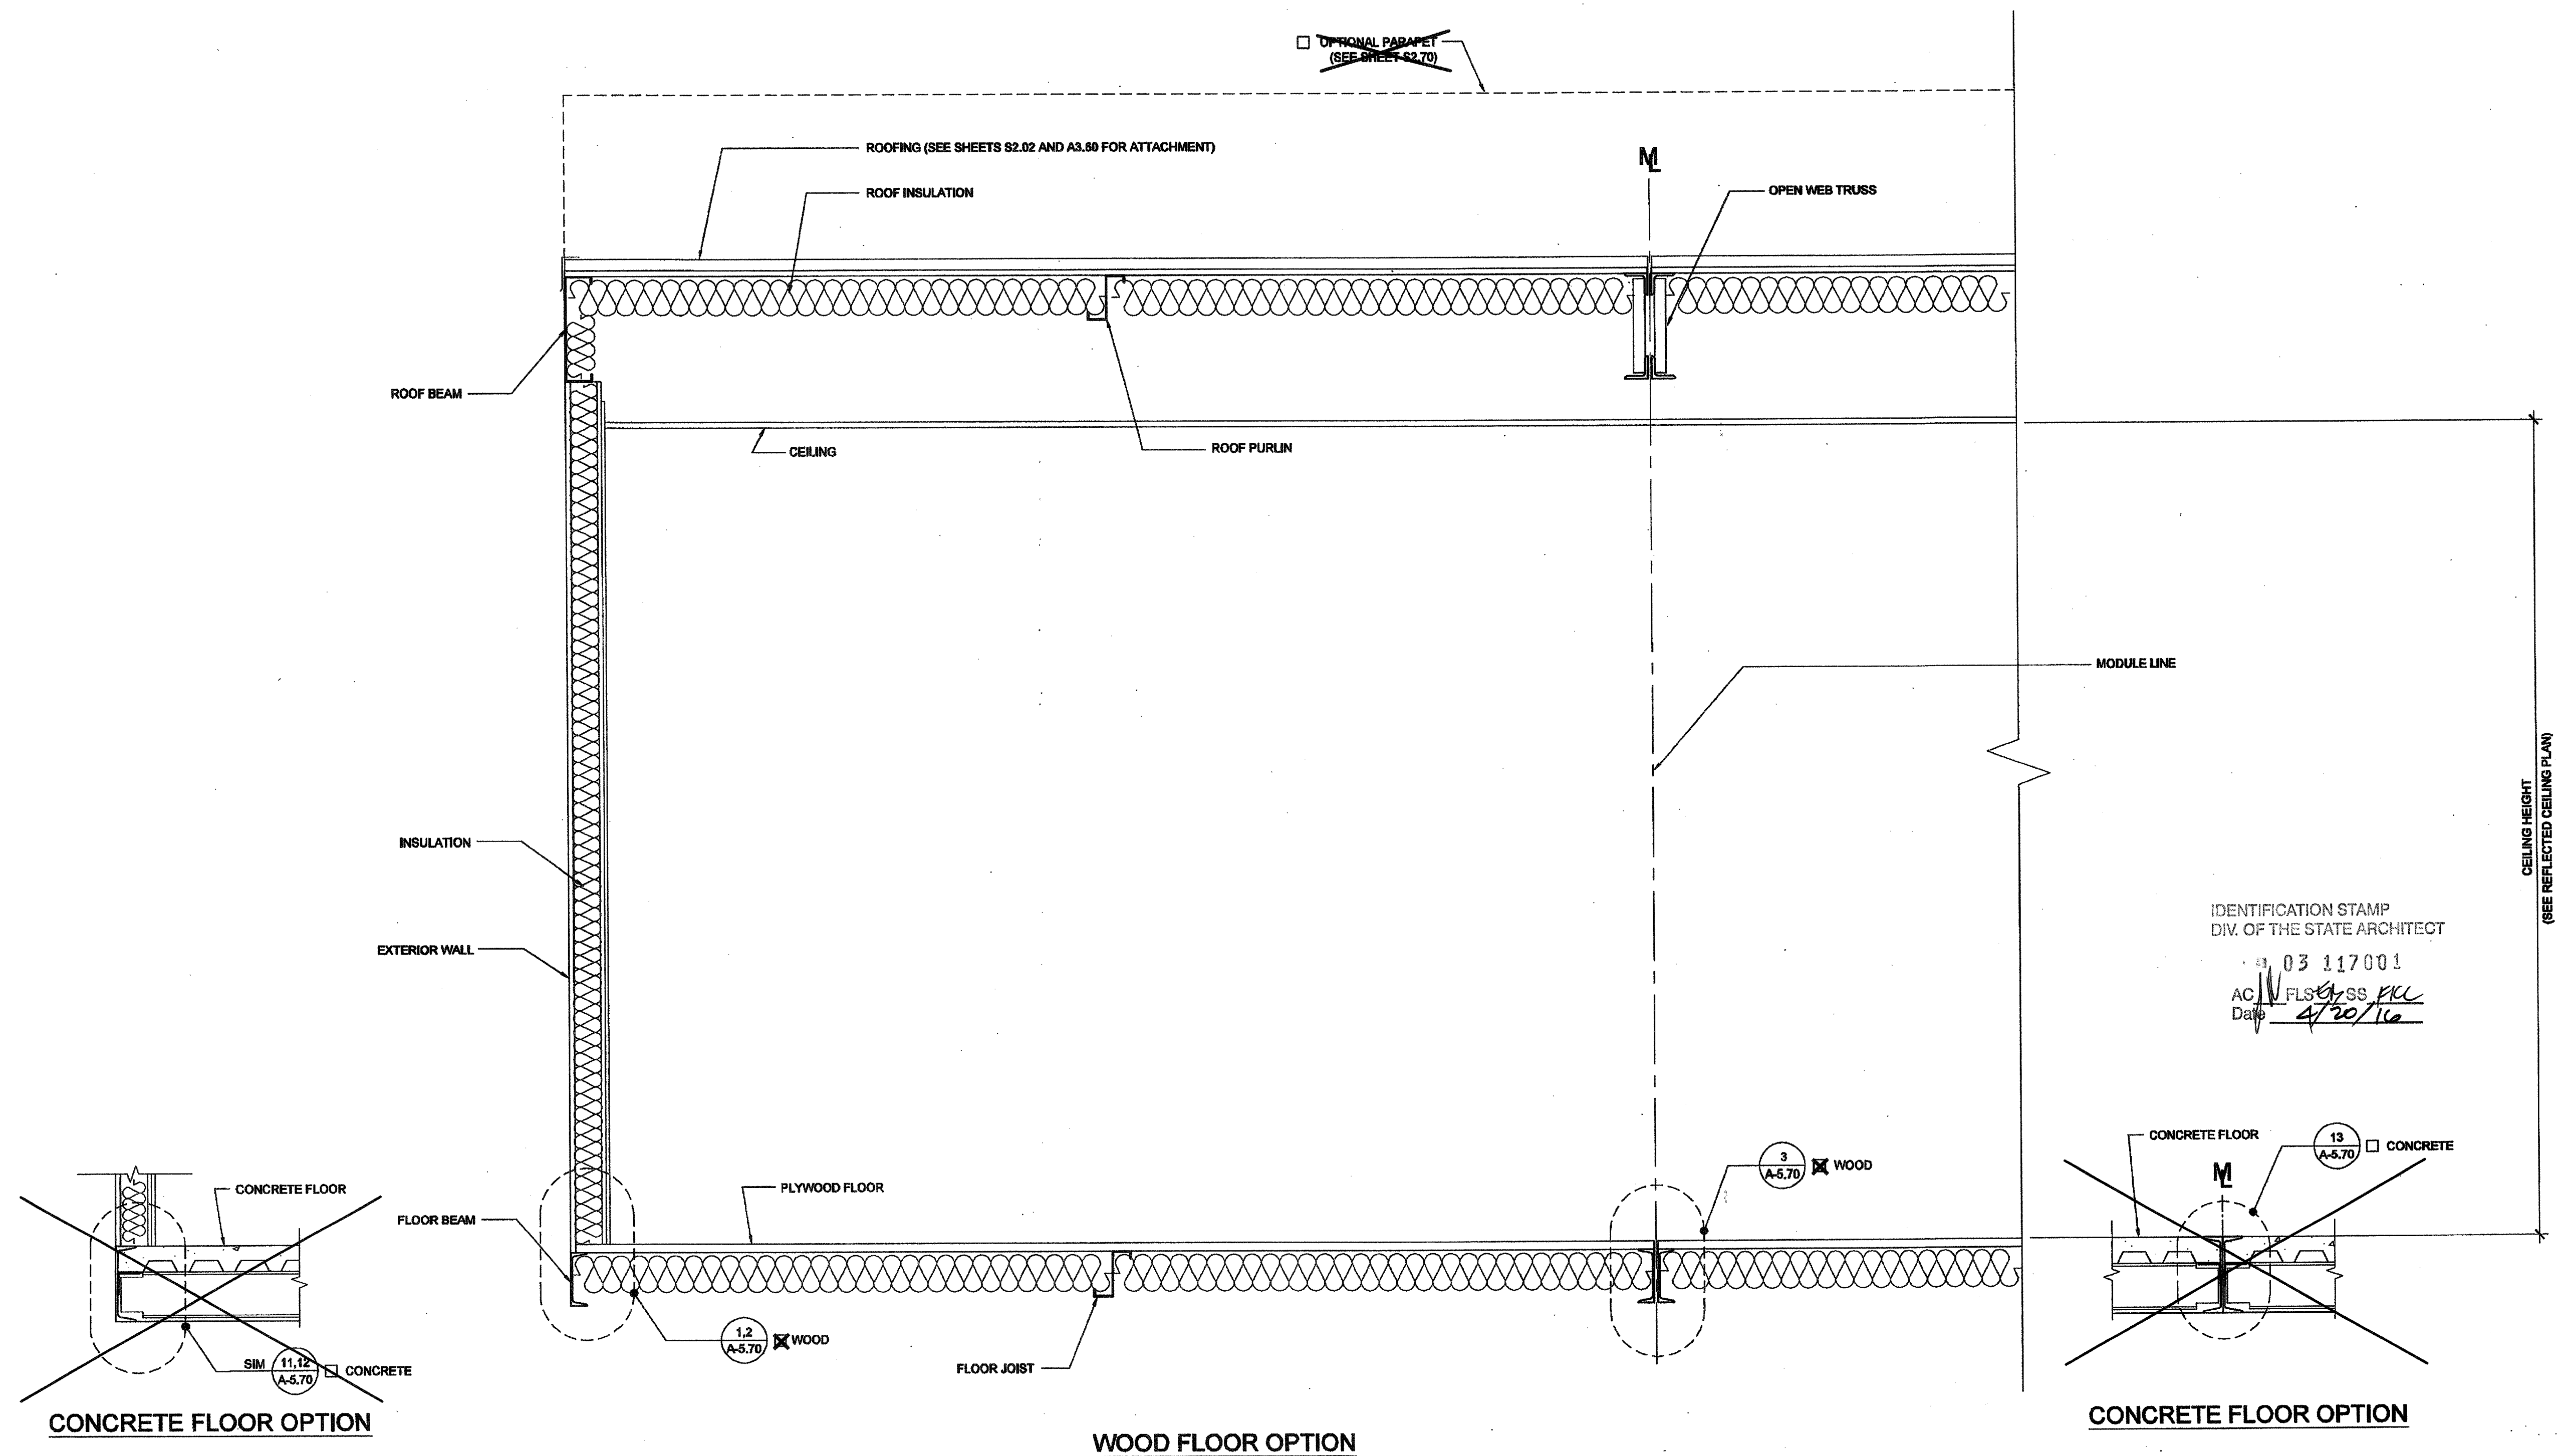 OPTIONAL PARAPET
(SEE SHEET S2.70)
ROOFING (SEE SHEETS S2.02 AND A3.60 FOR ATTACHMENT)
ROOF INSULATION
ML
OPEN WEB TRUSS
ROOF BEAM
CEILING
ROOF PURLIN
MODULE LINE
CEILING HEIGHT
(SEE REFLECTED CEILING PLAN)
INSULATION
EXTERIOR WALL
IDENTIFICATION STAMP
DIV. OF THE STATE ARCHITECT
03 117001
AC FLS SS
Date 4/20/16
CONCRETE FLOOR
PLYWOOD FLOOR
FLOOR BEAM
3
A-5.70
WOOD
CONCRETE FLOOR
13
A-5.70
CONCRETE
ML
SIM
11,12
A-5.70
CONCRETE
1,2
A-5.70
WOOD
FLOOR JOIST
CONCRETE FLOOR OPTION
WOOD FLOOR OPTION
CONCRETE FLOOR OPTION